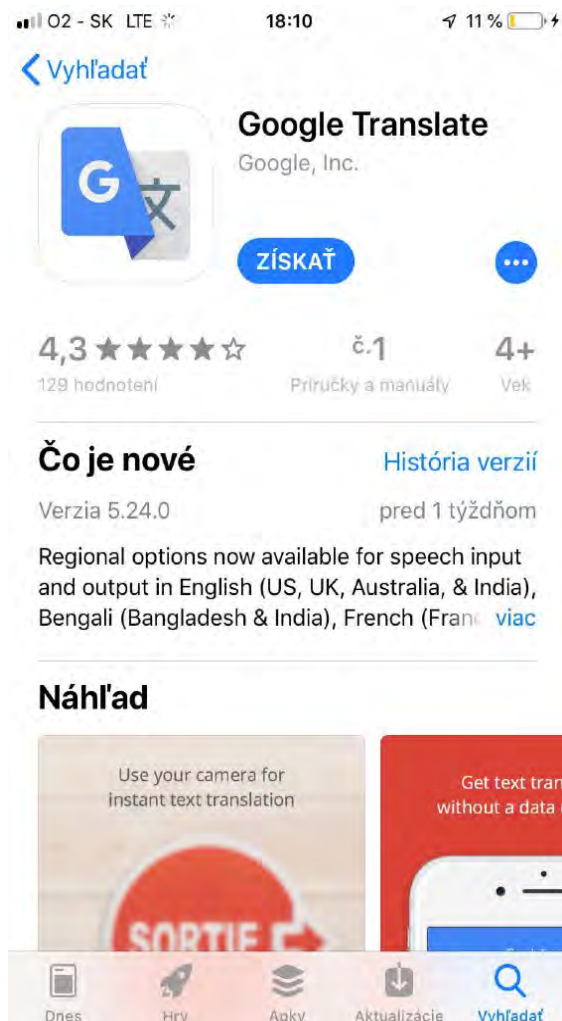 O2 - SK LTE 18:10 11 %
Vyhľadať
Google Translate
Google, Inc.
G 文
ZÍSKAŤ
4,3 č.1 4+
129 hodnotení Príručky a manuály Vek
Čo je nové História verzií
Verzia 5.24.0 pred 1 týždňom
Regional options now available for speech input
and output in English (US, UK, Australia, & India),
Bengali (Bangladesh & India), French (Fran viac
Náhľad
Use your camera for
instant text translation
Get text tran
without a data
SORTIE
Dnes Hry Apky Aktualizácie Vyhľadať